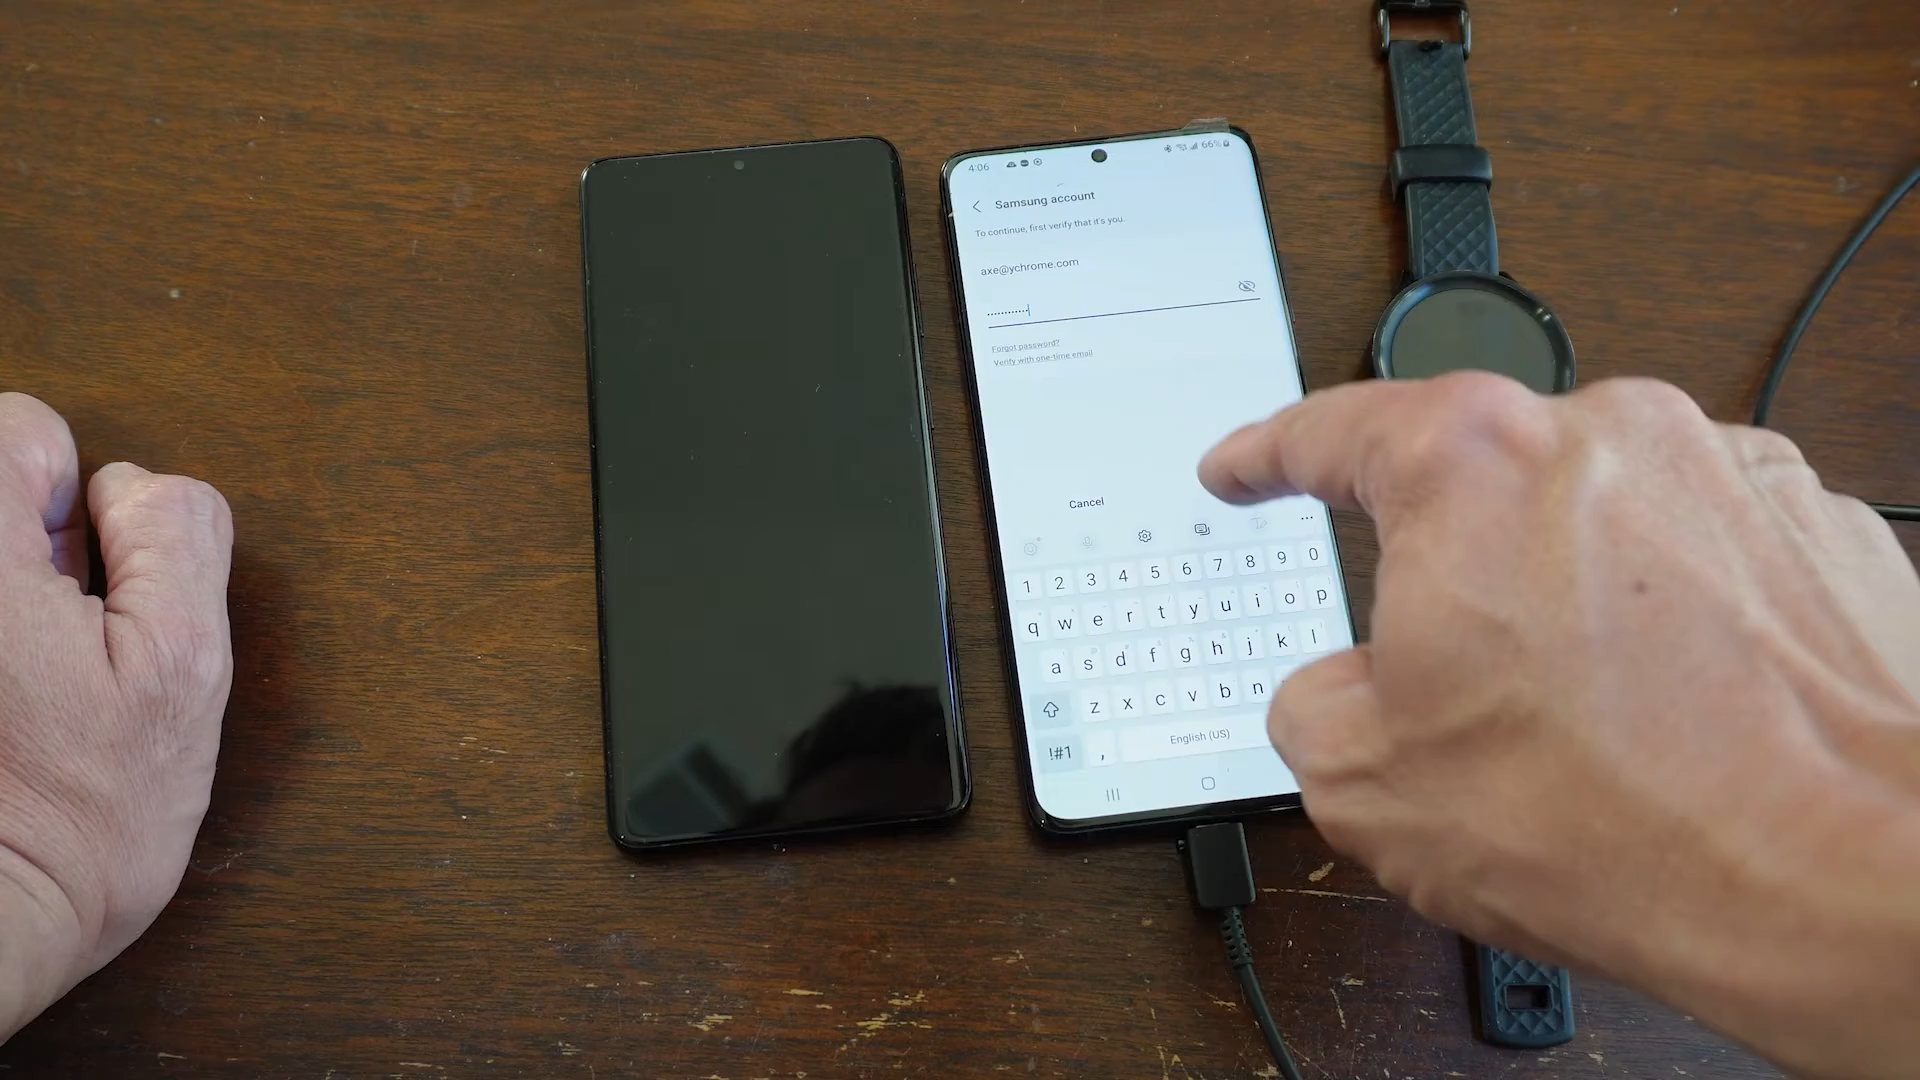 4:06 66%
Samsung account
To continue, first verify that it's you.
axe@ychrome.com
............
Forgot password?
Verify with one-time email
Cancel
1 2 3 4 5 6 7 8 9 0
q w e r t y u i o p
a s d f g h j k l
z x c v b n
!#1 , English (US)